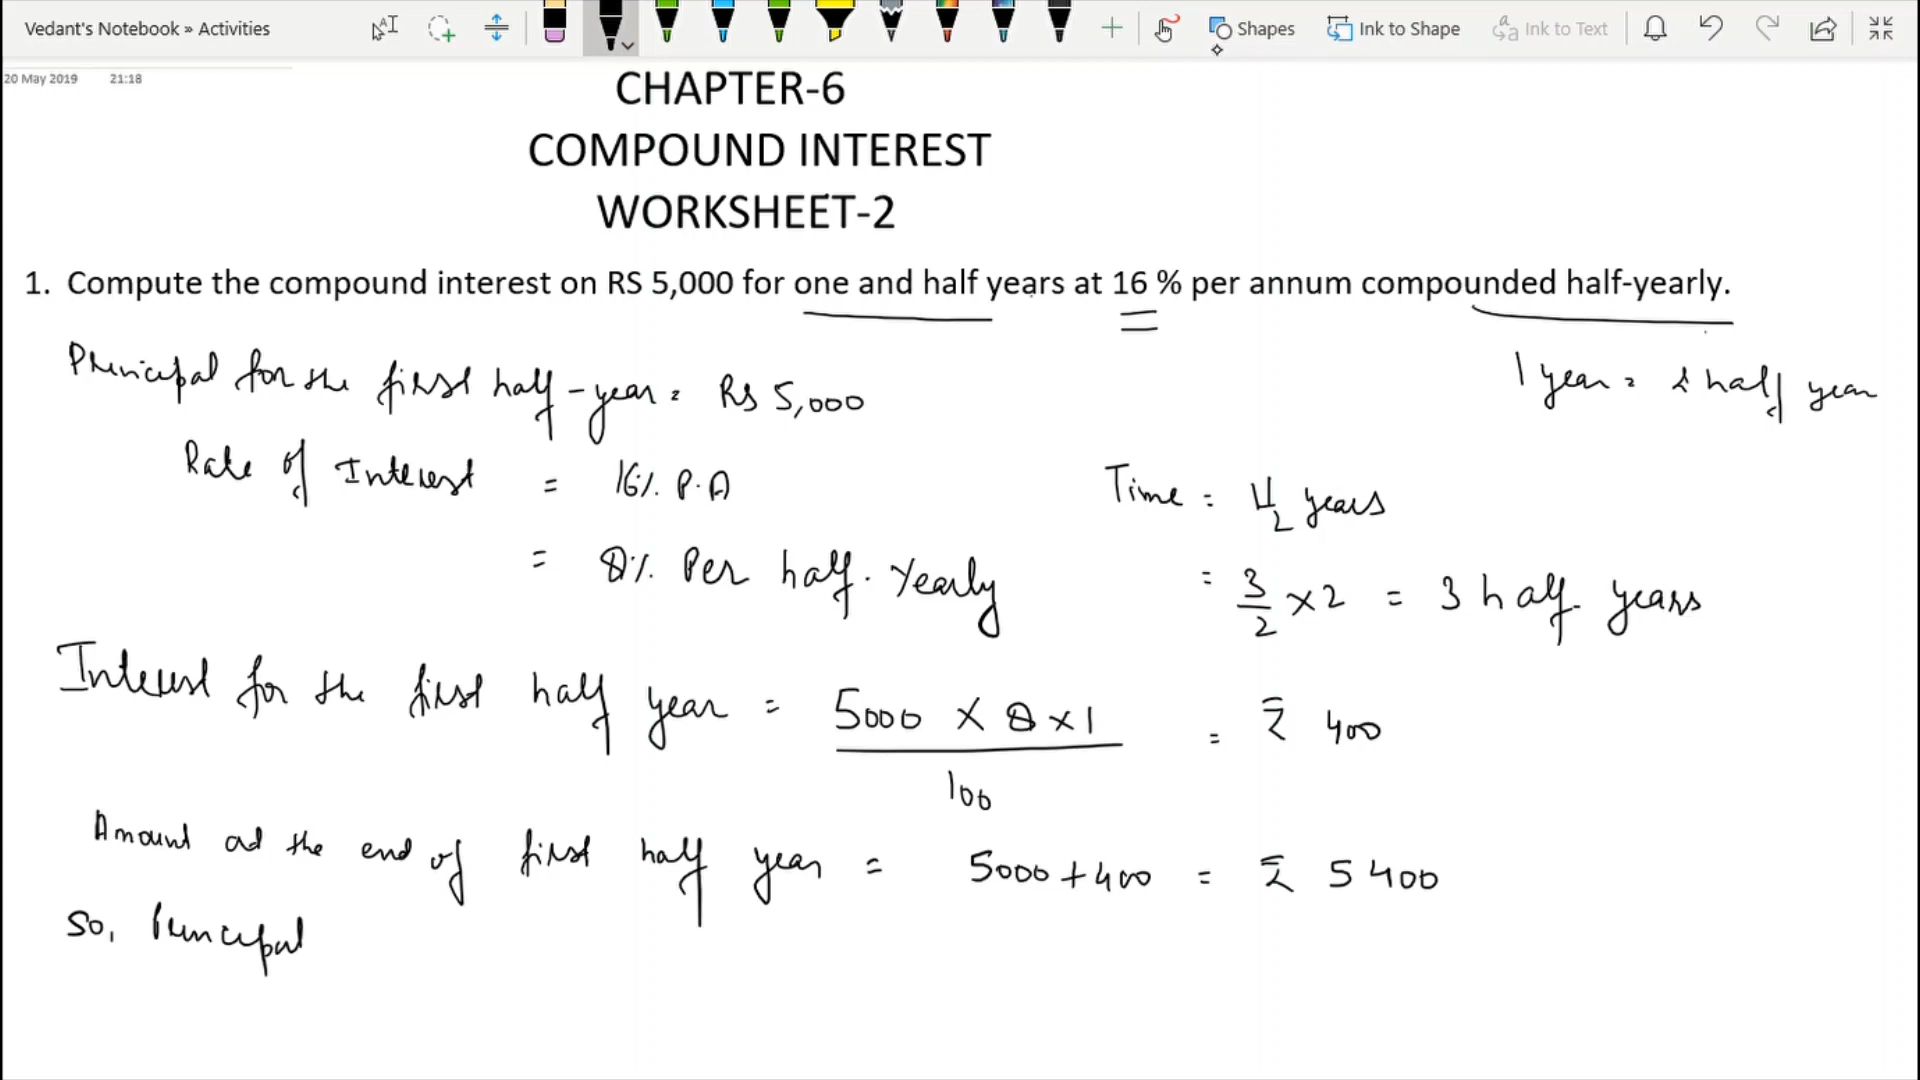 Vedant's Notebook » Activities
Shapes
Ink to Shape
Ink to Text
20 May 2019 21:18
CHAPTER-6
COMPOUND INTEREST
WORKSHEET-2
1. Compute the compound interest on RS 5,000 for one and half years at 16 % per annum compounded half-yearly.
Principal for the first half-year = Rs 5,000
1 year = 2 half year
Rate of Interest = 16% P.A
Time = 1 1/2 years
= 8% Per half. Yearly
= 3/2 × 2 = 3 half years
Interest for the first half year = 5000 × 8 × 1 / 100 = ₹ 400
Amount at the end of first half year = 5000 + 400 = ₹ 5400
So, Principal